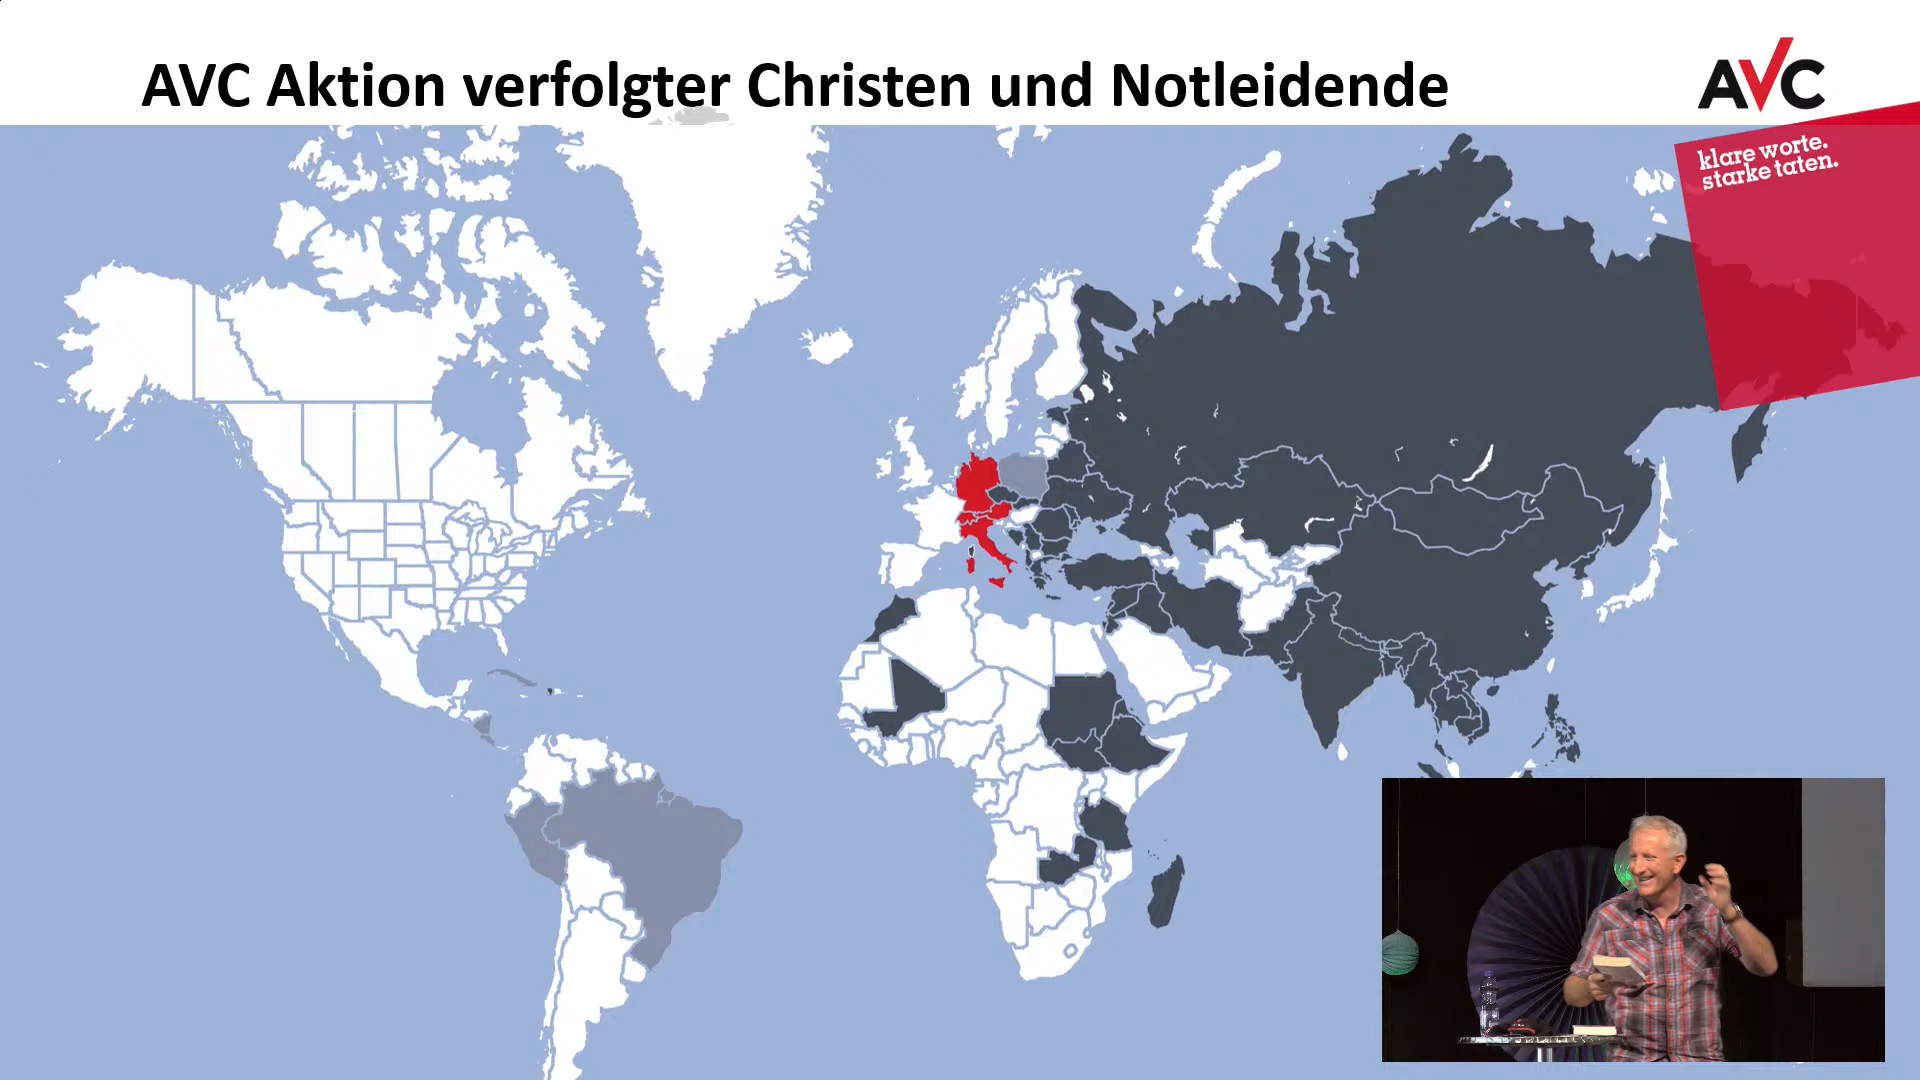 AVC Aktion verfolgter Christen und Notleidende
AVC
klare worte.
starke taten.